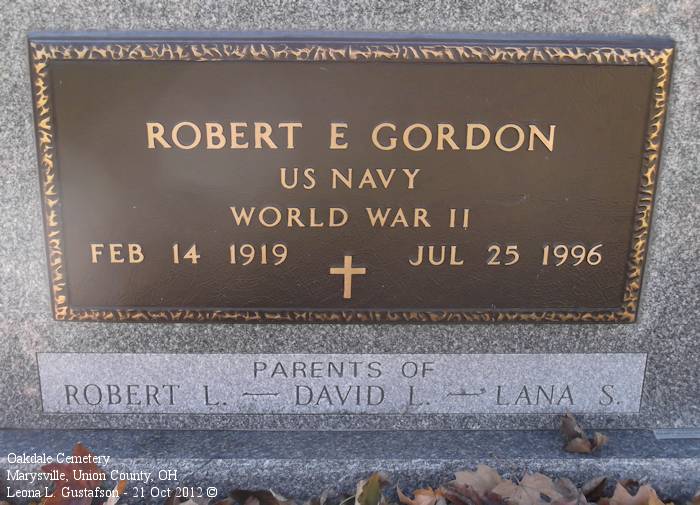 ROBERT E GORDON
US NAVY
WORLD WAR II
FEB 14 1919 JUL 25 1996
PARENTS OF
ROBERT L. — DAVID L. — LANA S.
Oakdale Cemetery
Marysville, Union County, OH
Leona L. Gustafson - 21 Oct 2012 ©